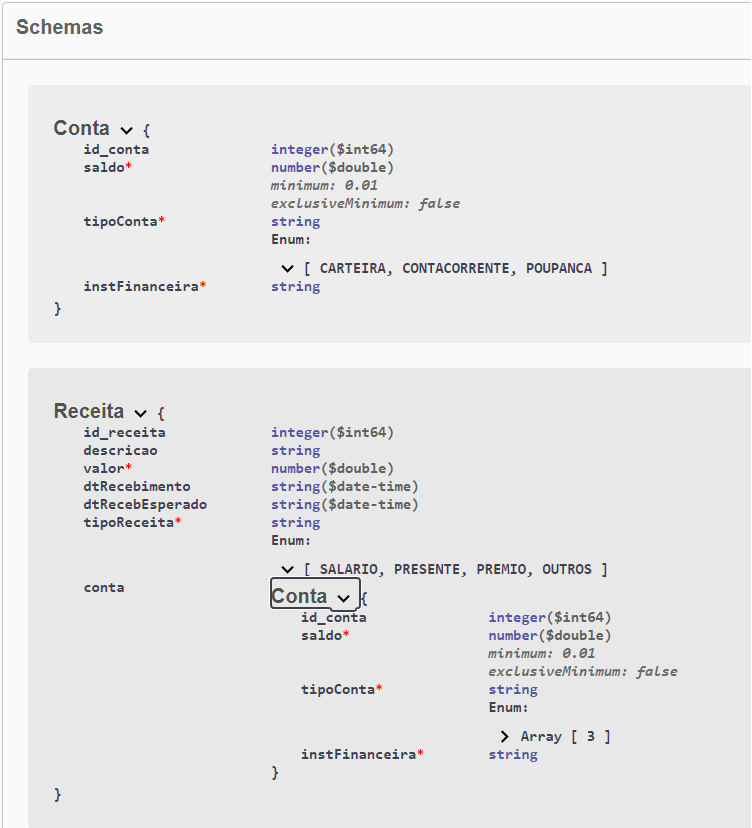 Schemas
Conta {
id_conta integer($int64)
saldo* number($double)
minimum: 0.01
exclusiveMinimum: false
tipoConta* string
Enum:
[ CARTEIRA, CONTACORRENTE, POUPANCA ]
instFinanceira* string
}
Receita {
id_receita integer($int64)
descricao string
valor* number($double)
dtRecebimento string($date-time)
dtRecebEsperado string($date-time)
tipoReceita* string
Enum:
[ SALARIO, PRESENTE, PREMIO, OUTROS ]
conta Conta {
id_conta integer($int64)
saldo* number($double)
minimum: 0.01
exclusiveMinimum: false
tipoConta* string
Enum:
Array [ 3 ]
instFinanceira* string
}
}